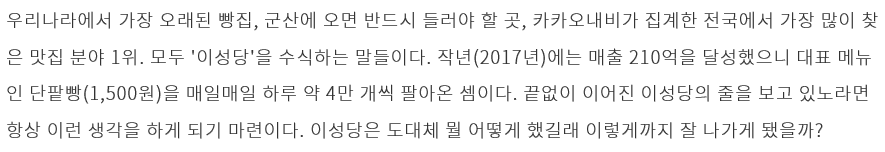 우리나라에서 가장 오래된 빵집, 군산에 오면 반드시 들러야 할 곳, 카카오내비가 집계한 전국에서 가장 많이 찾
은 맛집 분야 1위. 모두 '이성당'을 수식하는 말들이다. 작년(2017년)에는 매출 210억을 달성했으니 대표 메뉴
인 단팥빵(1,500원)을 매일매일 하루 약 4만 개씩 팔아온 셈이다. 끝없이 이어진 이성당의 줄을 보고 있노라면
항상 이런 생각을 하게 되기 마련이다. 이성당은 도대체 뭘 어떻게 했길래 이렇게까지 잘 나가게 됐을까?